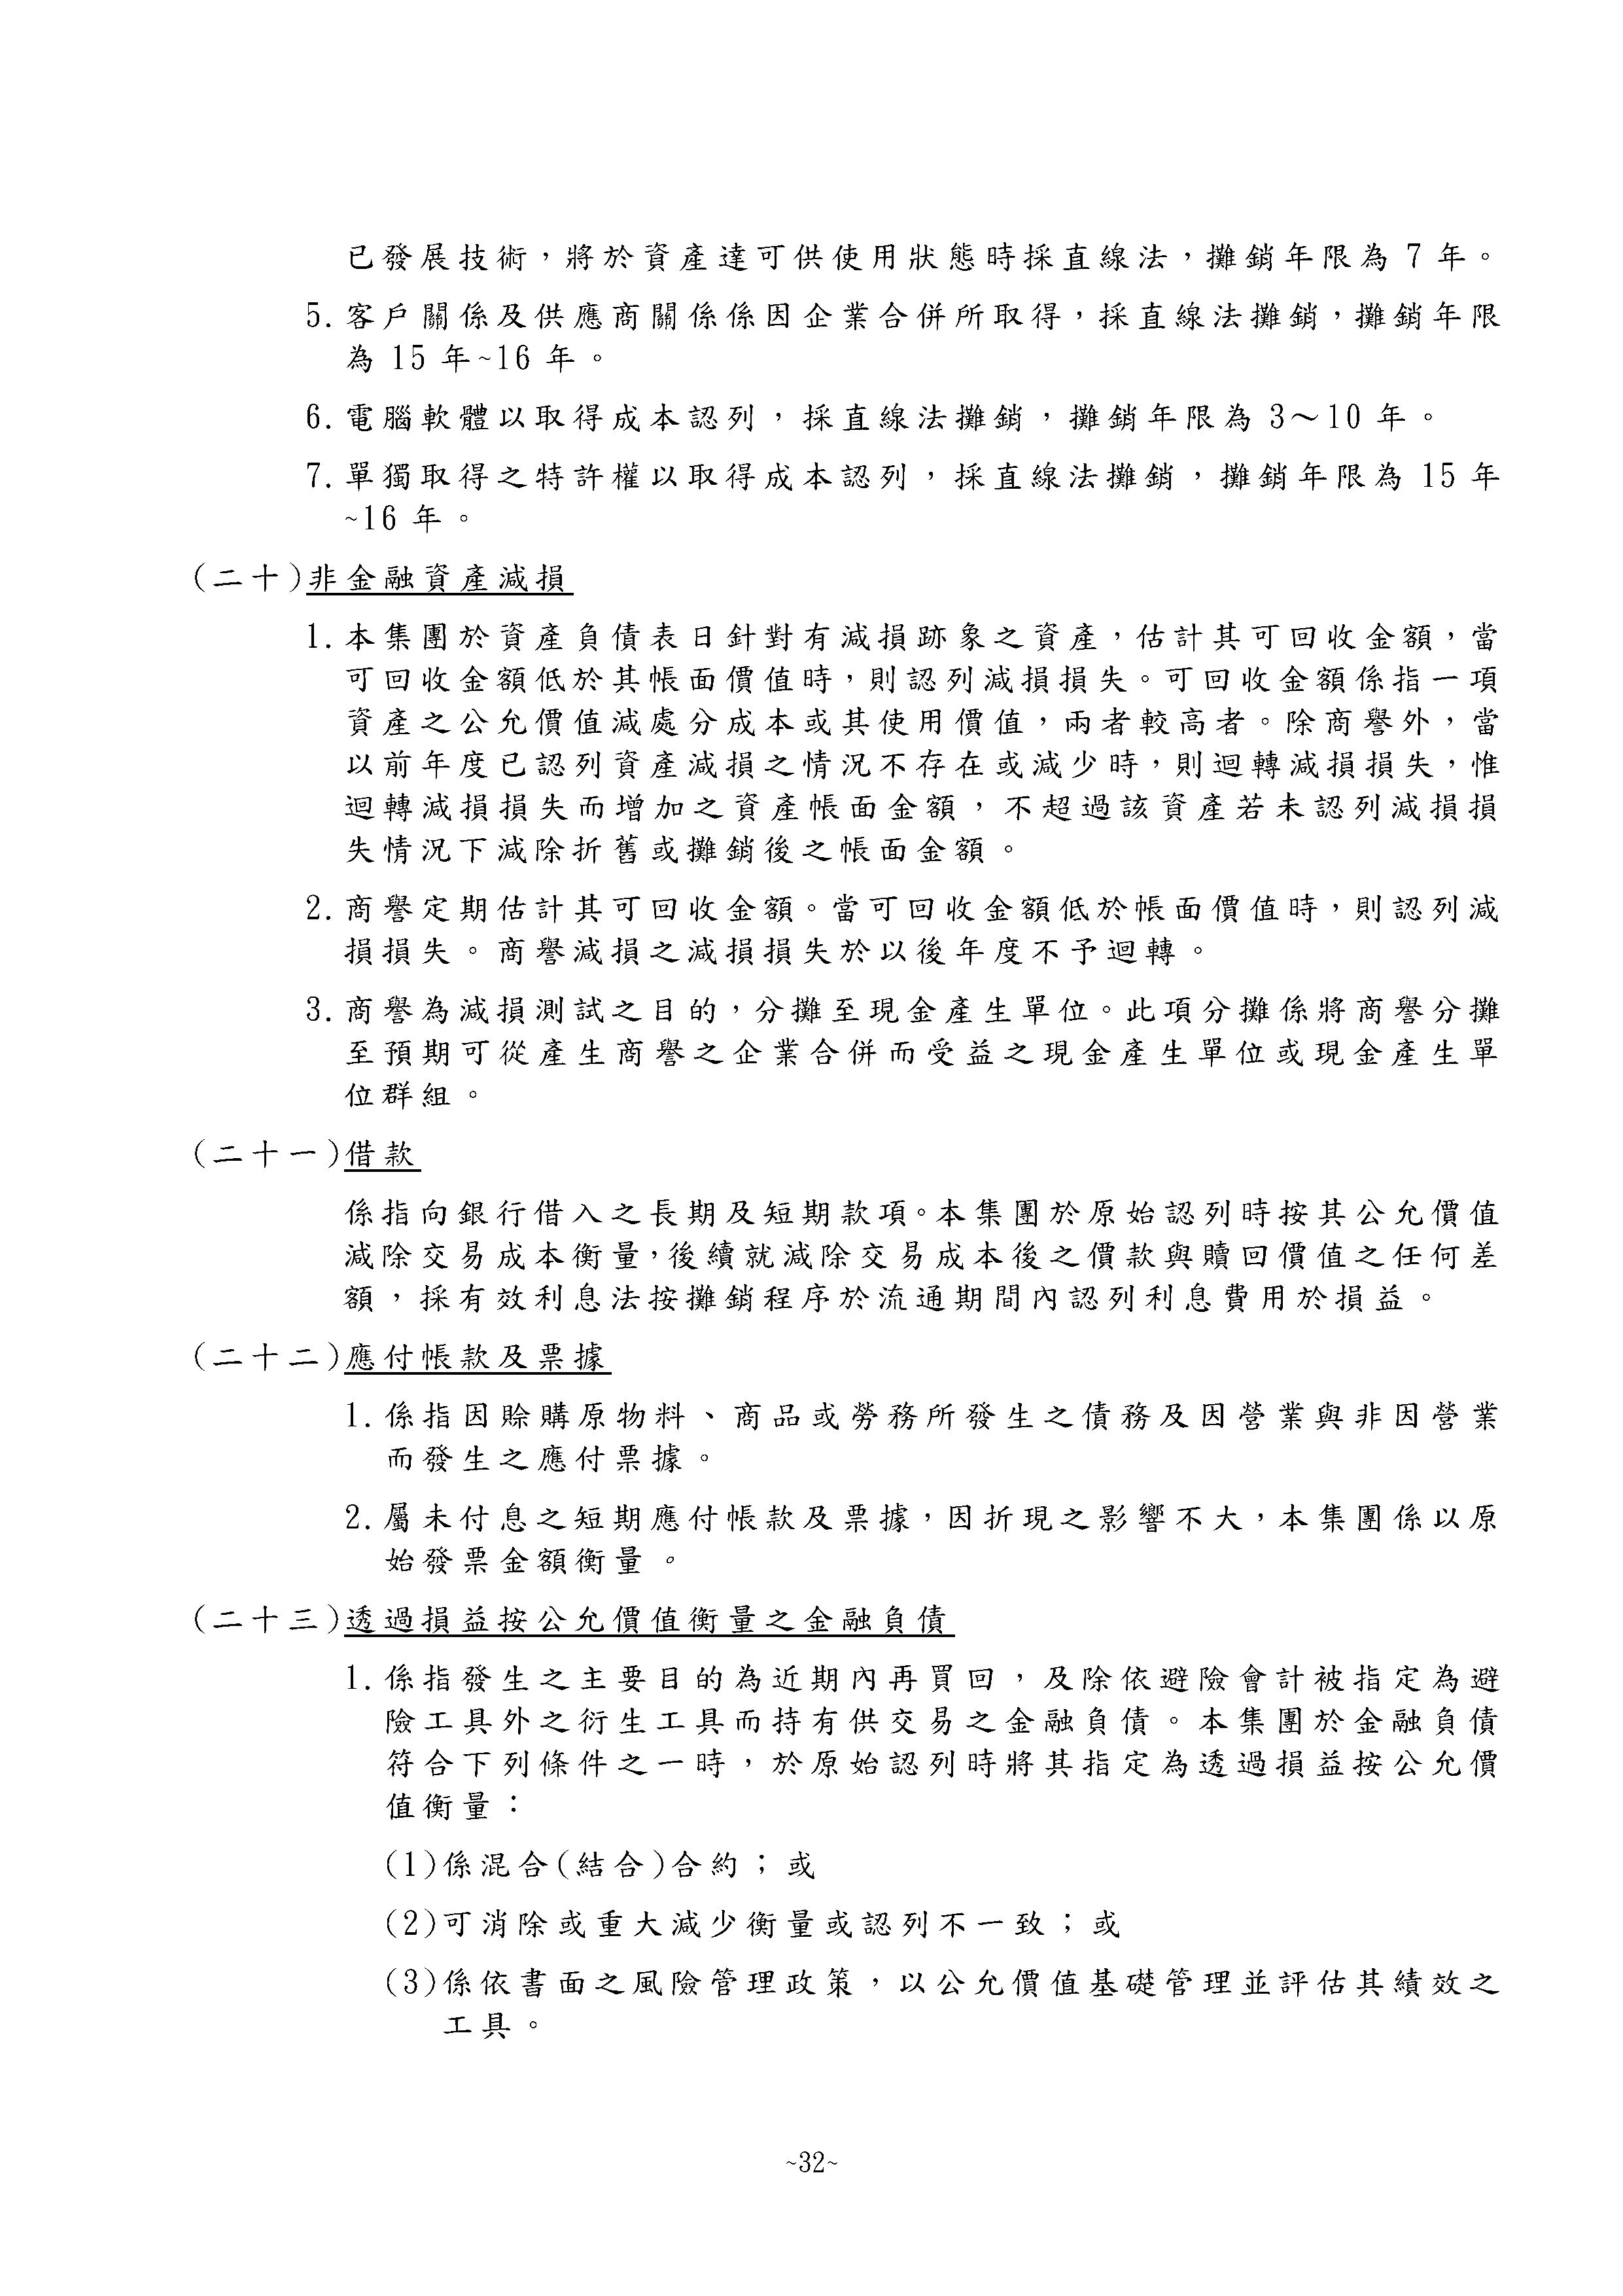 已發展技術，將於資產達可供使用狀態時採直線法，攤銷年限為 7 年。
5.客戶關係及供應商關係係因企業合併所取得，採直線法攤銷，攤銷年限
為 15 年~16 年。
6.電腦軟體以取得成本認列，採直線法攤銷，攤銷年限為 3～10 年。
7.單獨取得之特許權以取得成本認列，採直線法攤銷，攤銷年限為 15 年
~16 年。
(二十)非金融資產減損
1.本集團於資產負債表日針對有減損跡象之資產，估計其可回收金額，當
可回收金額低於其帳面價值時，則認列減損損失。可回收金額係指一項
資產之公允價值減處分成本或其使用價值，兩者較高者。除商譽外，當
以前年度已認列資產減損之情況不存在或減少時，則迴轉減損損失，惟
迴轉減損損失而增加之資產帳面金額，不超過該資產若未認列減損損
失情況下減除折舊或攤銷後之帳面金額。
2.商譽定期估計其可回收金額。當可回收金額低於帳面價值時，則認列減
損損失。商譽減損之減損損失於以後年度不予迴轉。
3.商譽為減損測試之目的，分攤至現金產生單位。此項分攤係將商譽分攤
至預期可從產生商譽之企業合併而受益之現金產生單位或現金產生單
位群組。
(二十一)借款
係指向銀行借入之長期及短期款項。本集團於原始認列時按其公允價值
減除交易成本衡量，後續就減除交易成本後之價款與贖回價值之任何差
額，採有效利息法按攤銷程序於流通期間內認列利息費用於損益。
(二十二)應付帳款及票據
1.係指因賒購原物料、商品或勞務所發生之債務及因營業與非因營業
而發生之應付票據。
2.屬未付息之短期應付帳款及票據，因折現之影響不大，本集團係以原
始發票金額衡量。
(二十三)透過損益按公允價值衡量之金融負債
1.係指發生之主要目的為近期內再買回，及除依避險會計被指定為避
險工具外之衍生工具而持有供交易之金融負債。本集團於金融負債
符合下列條件之一時，於原始認列時將其指定為透過損益按公允價
值衡量：
(1)係混合(結合)合約；或
(2)可消除或重大減少衡量或認列不一致；或
(3)係依書面之風險管理政策，以公允價值基礎管理並評估其績效之
工具。
~32~